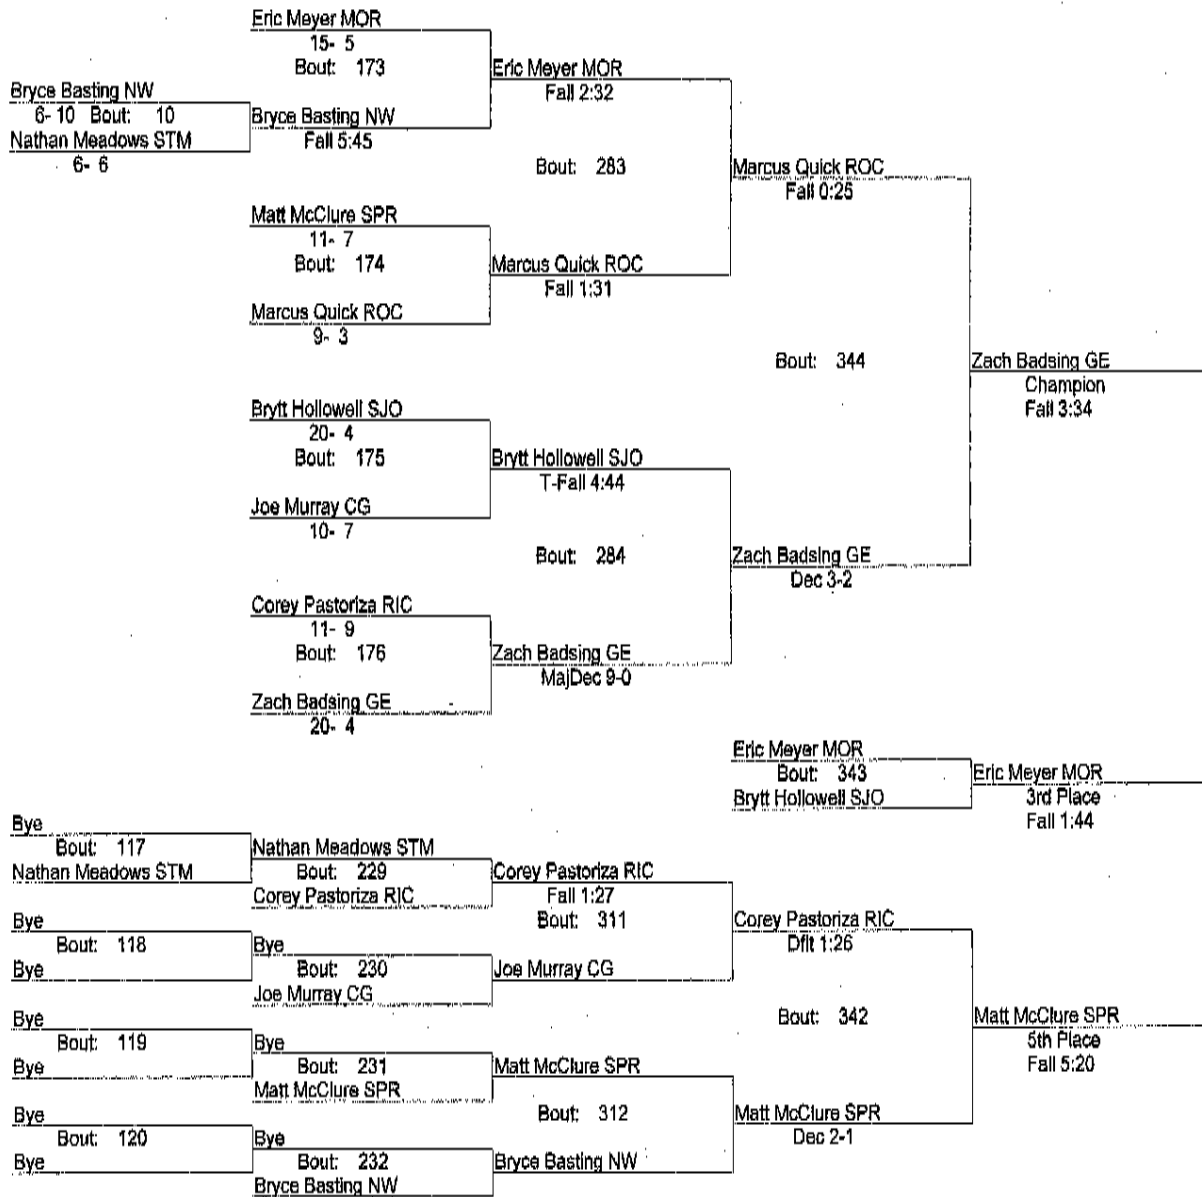 Eric Meyer MOR
15- 5
Bout: 173
Eric Meyer MOR
Fall 2:32
Bryce Basting NW
6- 10 Bout: 10
Bryce Basting NW
Fall 5:45
Nathan Meadows STM
6- 6
Bout: 283
Marcus Quick ROC
Fall 0:25
Matt McClure SPR
11- 7
Bout: 174
Marcus Quick ROC
Fall 1:31
Marcus Quick ROC
9- 3
Bout: 344
Zach Badsing GE
Champion
Fall 3:34
Brytt Hollowell SJO
20- 4
Bout: 175
Brytt Hollowell SJO
T-Fall 4:44
Joe Murray CG
10- 7
Bout: 284
Zach Badsing GE
Dec 3-2
Corey Pastoriza RIC
11- 9
Bout: 176
Zach Badsing GE
MajDec 9-0
Zach Badsing GE
20- 4
Eric Meyer MOR
Bout: 343
Brytt Hollowell SJO
Eric Meyer MOR
3rd Place
Fall 1:44
Bye
Bout: 117
Nathan Meadows STM
Nathan Meadows STM
Bout: 229
Corey Pastoriza RIC
Corey Pastoriza RIC
Fall 1:27
Bout: 311
Corey Pastoriza RIC
Dflt 1:26
Bye
Bout: 118
Bye
Bye
Bout: 230
Joe Murray CG
Joe Murray CG
Bout: 342
Matt McClure SPR
5th Place
Fall 5:20
Bye
Bout: 119
Bye
Bye
Bout: 231
Matt McClure SPR
Matt McClure SPR
Bout: 312
Matt McClure SPR
Dec 2-1
Bye
Bout: 120
Bye
Bye
Bout: 232
Bryce Basting NW
Bryce Basting NW